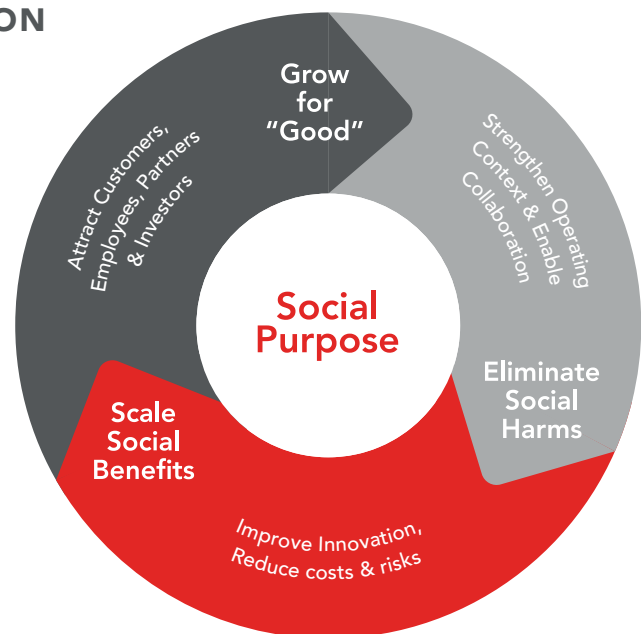 ON
Grow
for
“Good”
Strengthen Operating
Context & Enable
Collaboration
Eliminate
Social
Harms
Improve Innovation,
Reduce costs & risks
Scale
Social
Benefits
Attract Customers,
Employees, Partners
& Investors
Social
Purpose